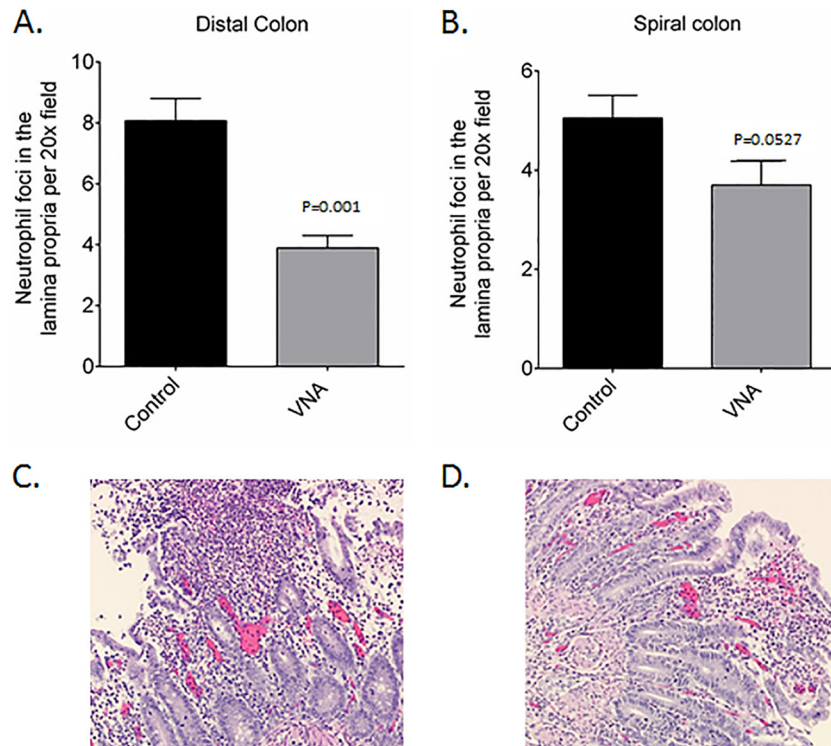 A.
Distal Colon
Neutrophil foci in the
lamina propria per 20x field
10
8
6
4
2
0
P=0.001
Control
VNA
B.
Spiral colon
Neutrophil foci in the
lamina propria per 20x field
6
4
2
0
P=0.0527
Control
VNA
C.
D.